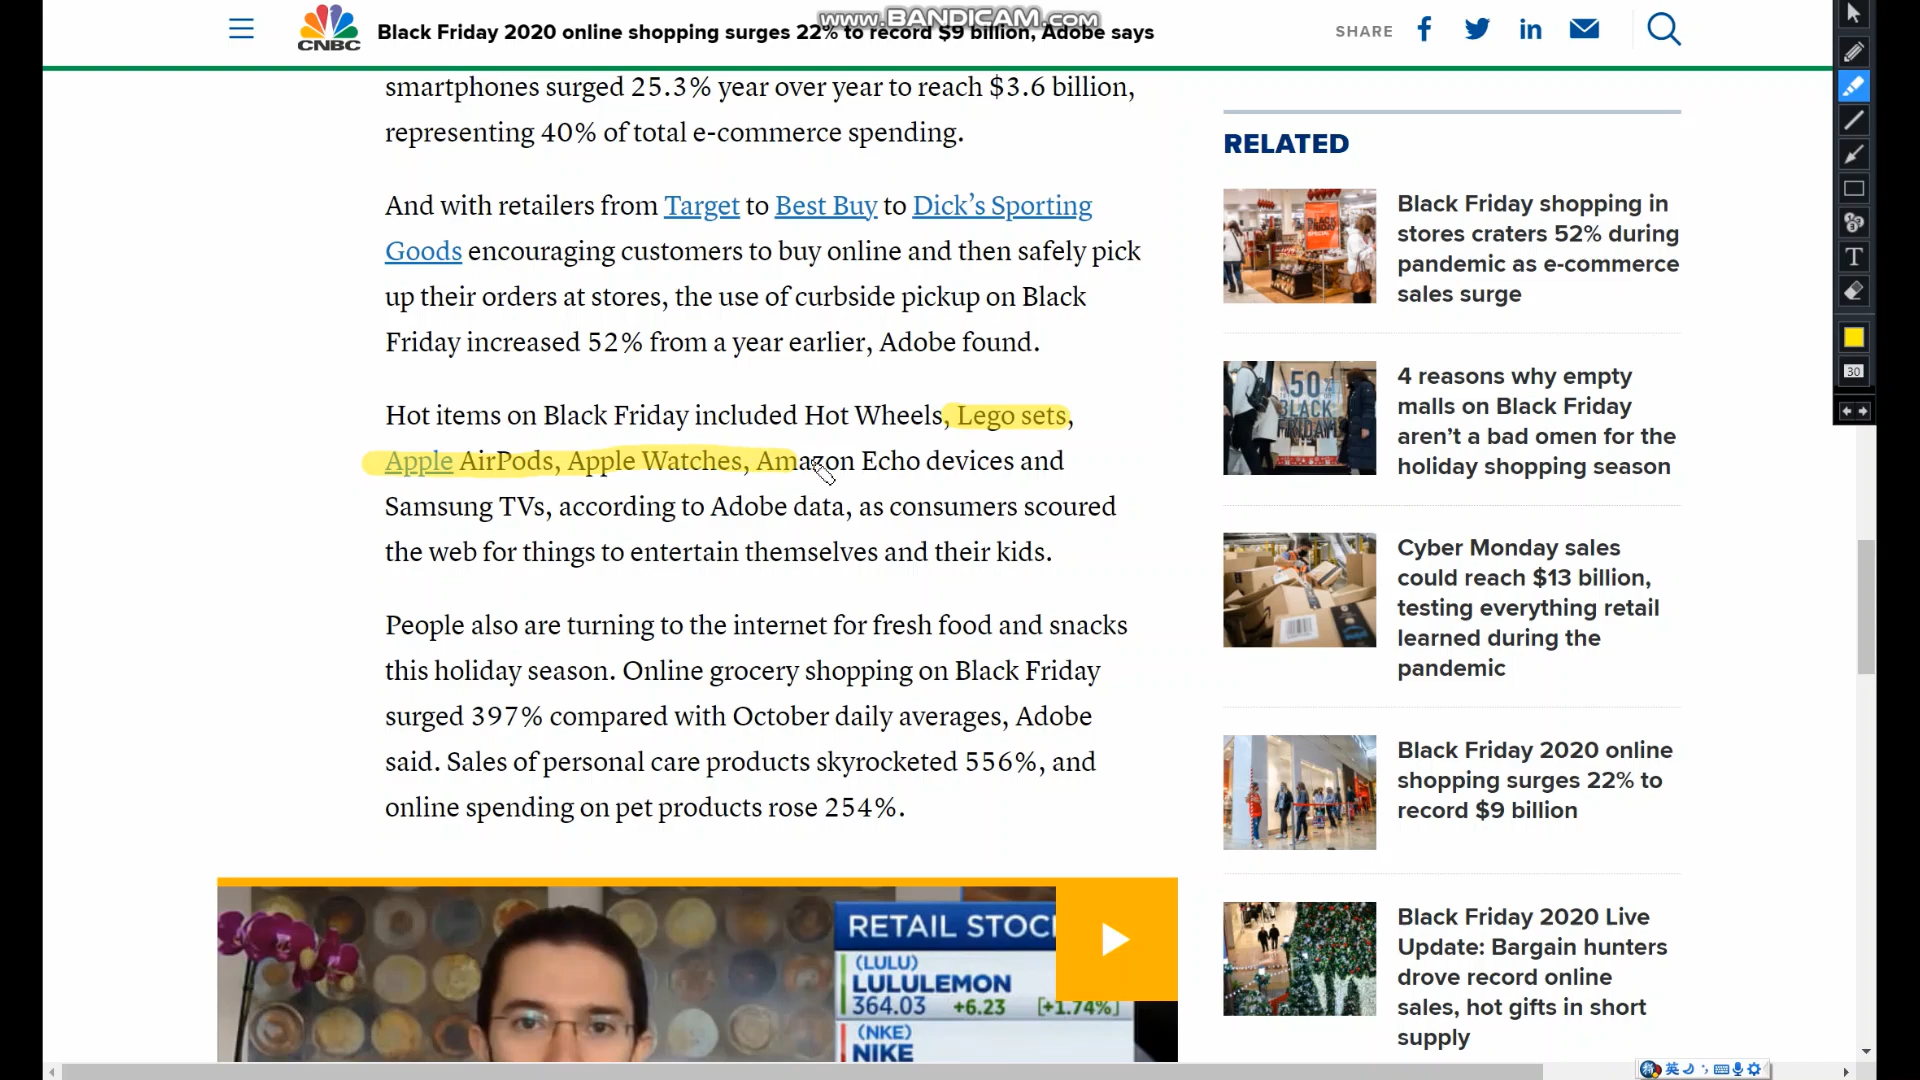 www.BANDICAM.com
CNBC
Black Friday 2020 online shopping surges 22% to record $9 billion, Adobe says
SHARE
smartphones surged 25.3% year over year to reach $3.6 billion,
representing 40% of total e-commerce spending.
And with retailers from Target to Best Buy to Dick's Sporting
Goods encouraging customers to buy online and then safely pick
up their orders at stores, the use of curbside pickup on Black
Friday increased 52% from a year earlier, Adobe found.
Hot items on Black Friday included Hot Wheels, Lego sets,
Apple AirPods, Apple Watches, Amazon Echo devices and
Samsung TVs, according to Adobe data, as consumers scoured
the web for things to entertain themselves and their kids.
People also are turning to the internet for fresh food and snacks
this holiday season. Online grocery shopping on Black Friday
surged 397% compared with October daily averages, Adobe
said. Sales of personal care products skyrocketed 556%, and
online spending on pet products rose 254%.
RETAIL STOC
(LULU)
LULULEMON
364.03 +6.23 [+1.74%]
(NKE)
NIKE
RELATED
Black Friday shopping in
stores craters 52% during
pandemic as e-commerce
sales surge
50
BLACK
4 reasons why empty
malls on Black Friday
aren't a bad omen for the
holiday shopping season
Cyber Monday sales
could reach $13 billion,
testing everything retail
learned during the
pandemic
Black Friday 2020 online
shopping surges 22% to
record $9 billion
Black Friday 2020 Live
Update: Bargain hunters
drove record online
sales, hot gifts in short
supply
T
30
英